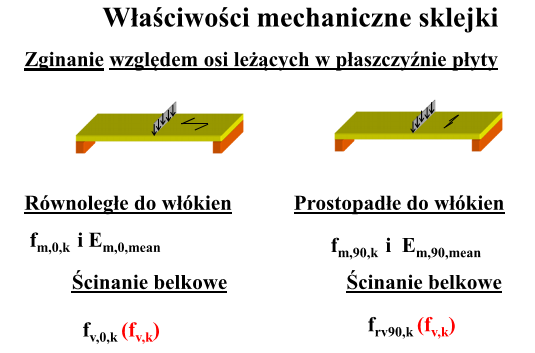 Właściwości mechaniczne sklejki
Zginanie względem osi leżących w płaszczyźnie płyty
Równoległe do włókien Prostopadłe do włókien
fm,0,k i Em,0,mean fm,90,k i Em,90,mean
Ścinanie belkowe Ścinanie belkowe
fv,0,k (fv,k) frv90,k (fv,k)